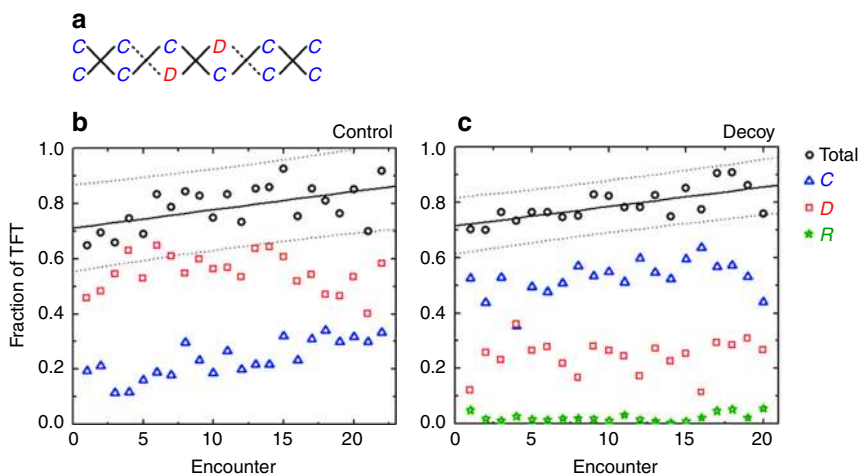 a
C C C D C C
C C D C C C
b Control
c Decoy
Fraction of TFT
1.0
0.8
0.6
0.4
0.2
0.0
0 5 10 15 20
Encounter
1.0
0.8
0.6
0.4
0.2
0.0
0 5 10 15 20
Encounter
Total
C
D
R